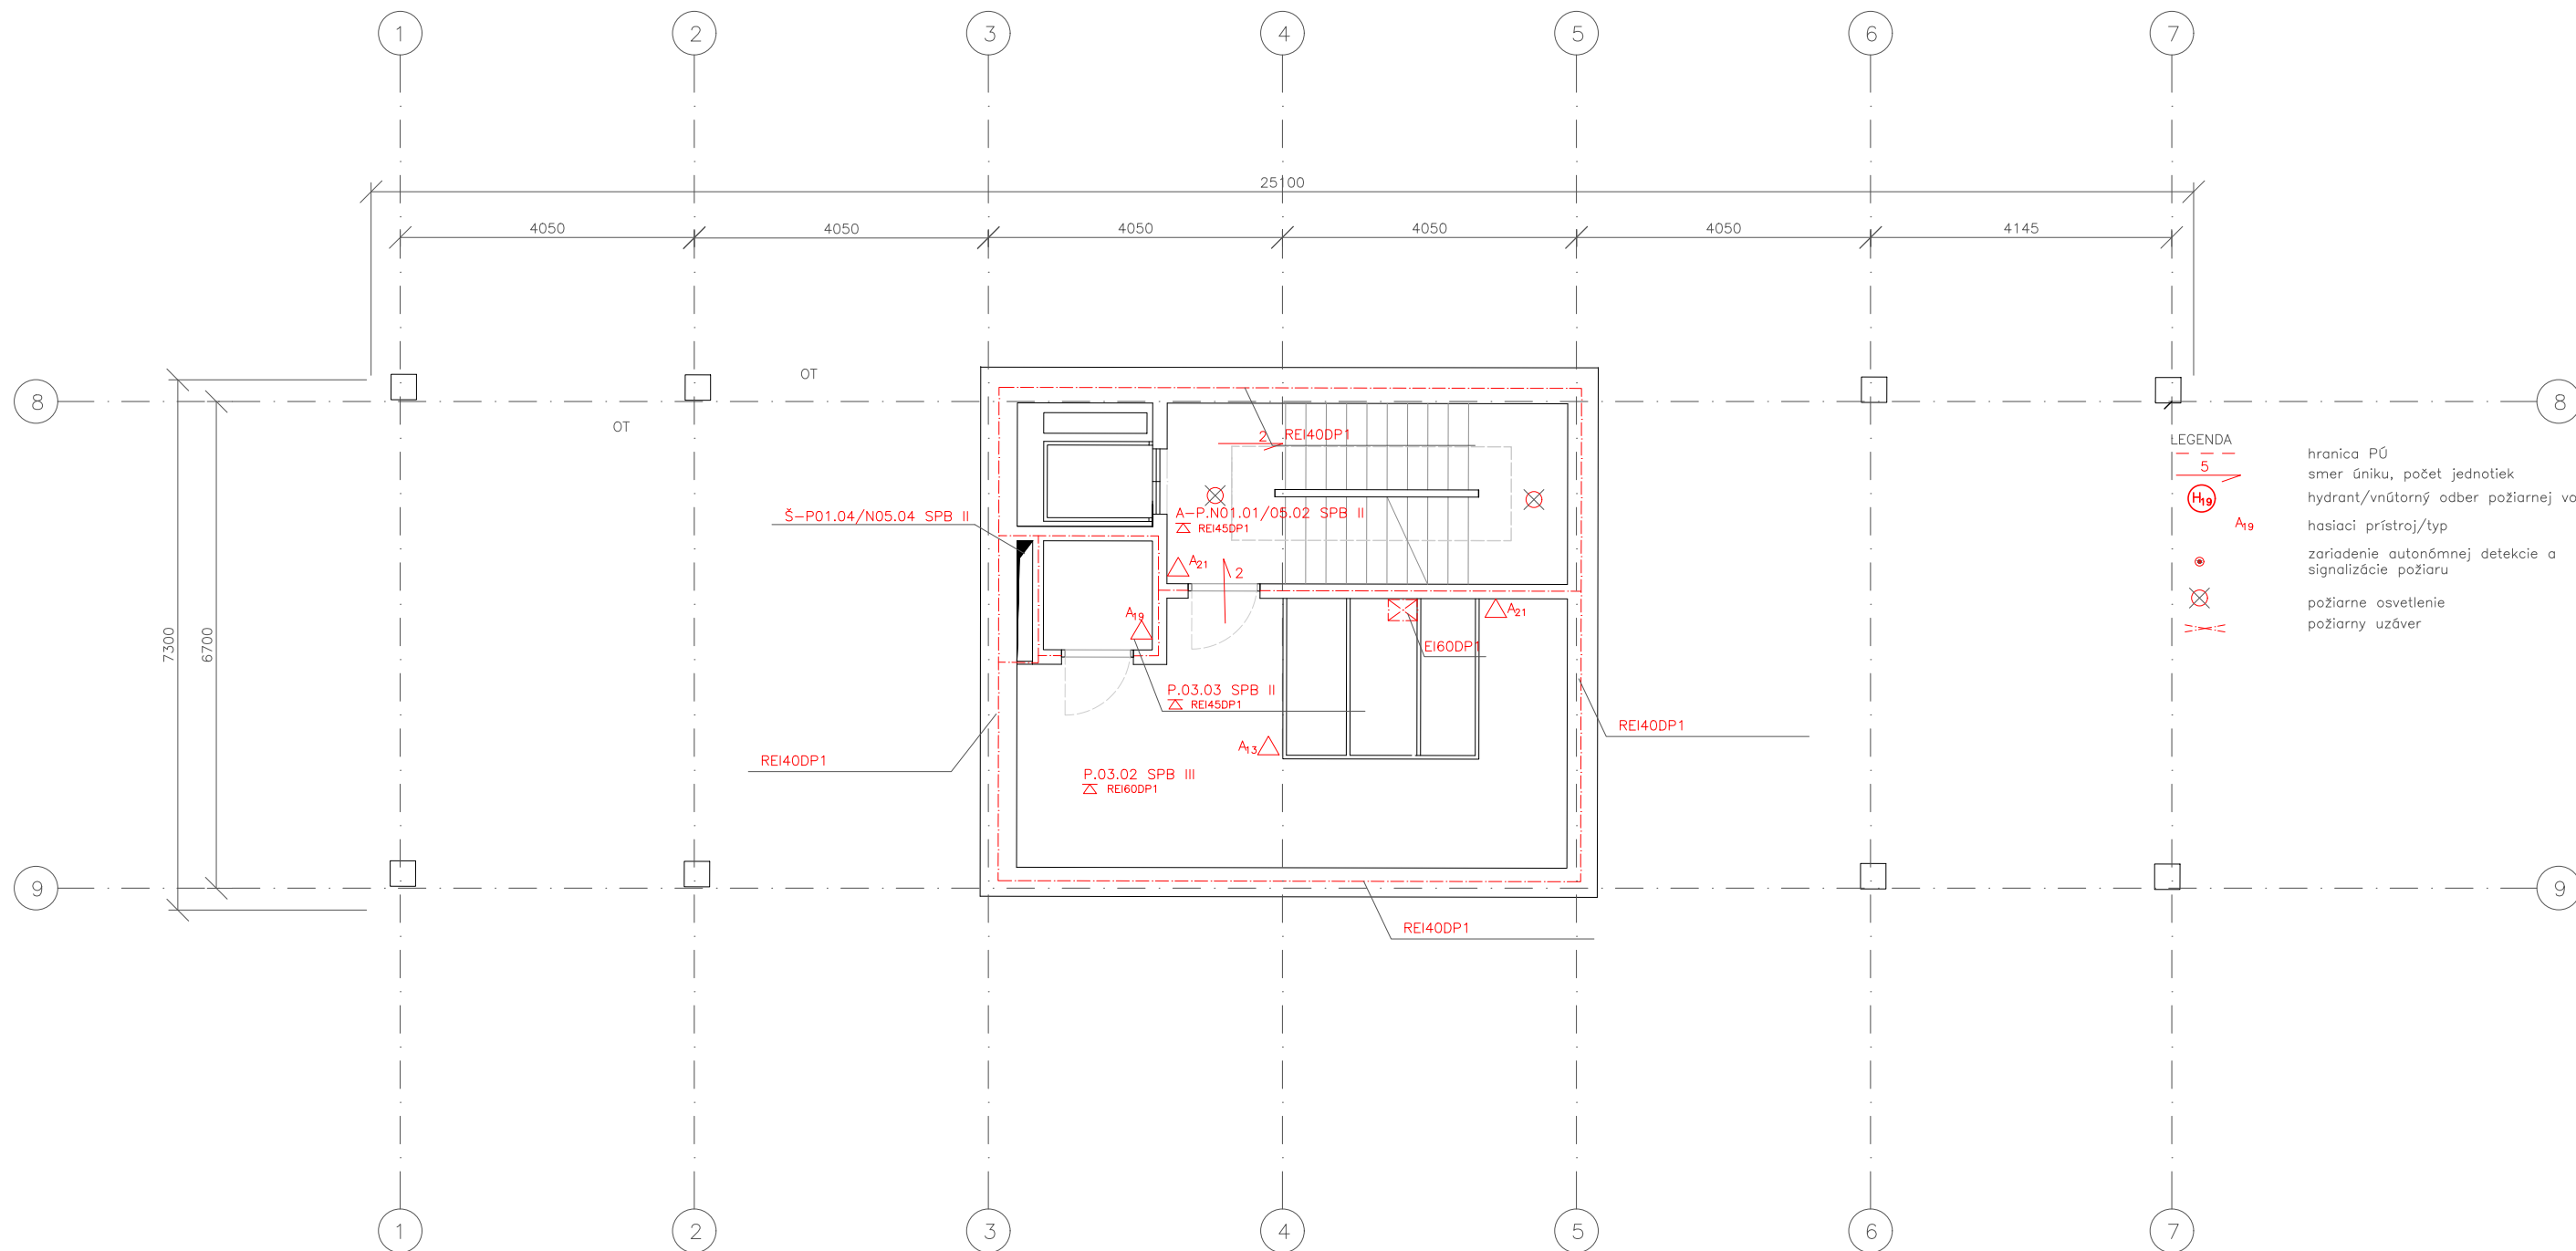 1 2 3 4 5 6 7
25100
4050 4050 4050 4050 4050 4145
OT
8 8
OT
2 REI40DP1
LEGENDA
hranica PÚ
5 smer úniku, počet jednotiek
H19 hydrant/vnútorný odber požiarnej vo
A19 hasiaci prístroj/typ
zariadenie autonómnej detekcie a
signalizácie požiaru
požiarne osvetlenie
požiarny uzáver
Š-P01.04/N05.04 SPB II
A-P.N01.01/05.02 SPB II
REI45DP1
A21
2
A19
A21
7300
6700
EI60DP1
P.03.03 SPB II
REI45DP1
REI40DP1
A13
REI40DP1
P.03.02 SPB III
REI60DP1
9 9
REI40DP1
1 2 3 4 5 6 7